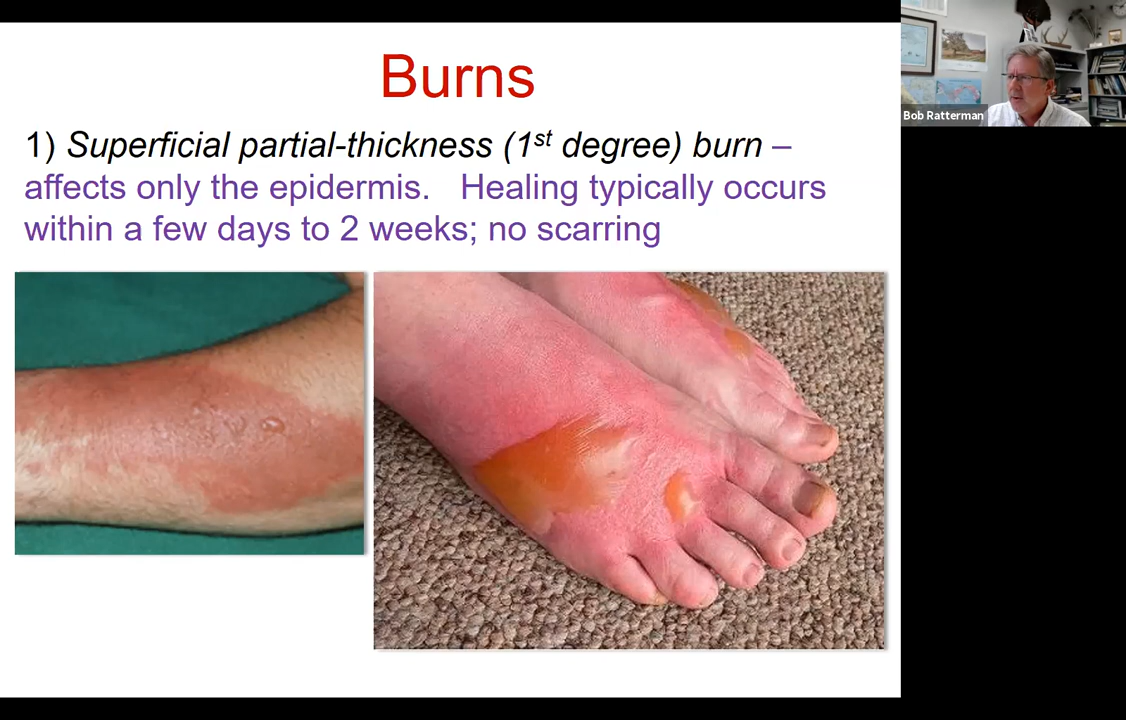 Burns
1) Superficial partial-thickness (1st degree) burn –
affects only the epidermis.   Healing typically occurs
within a few days to 2 weeks; no scarring
Bob Ratterman